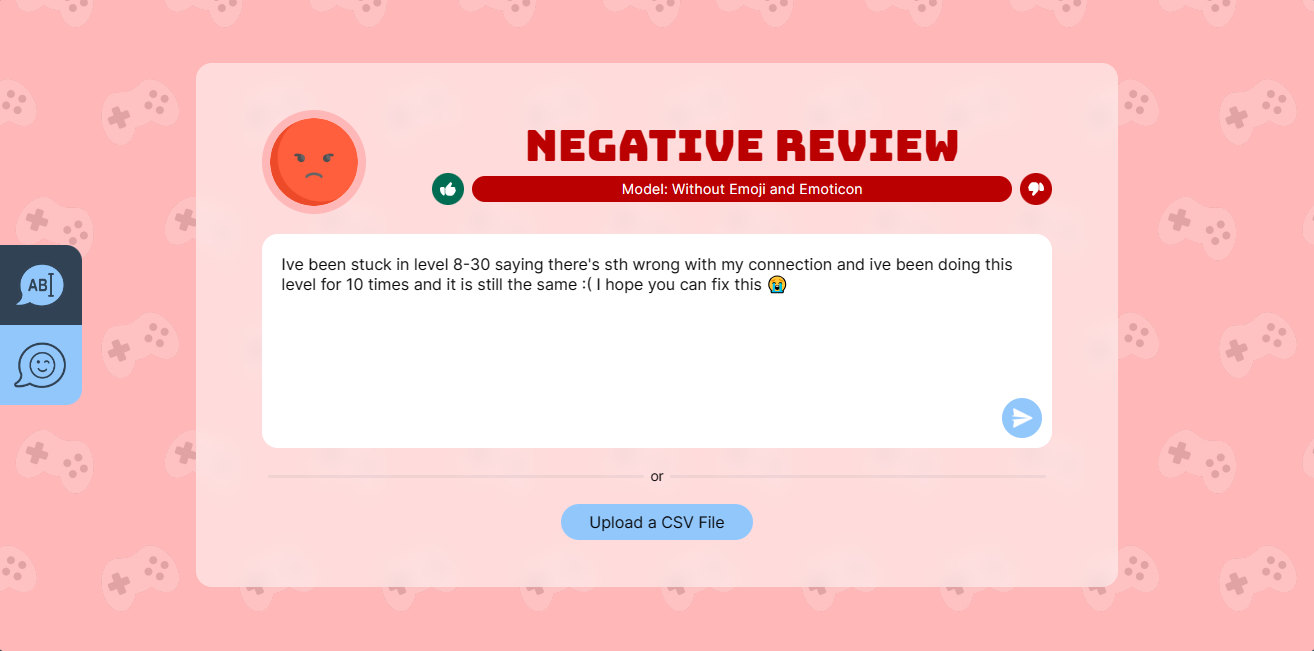 NEGATIVE REVIEW
Model: Without Emoji and Emoticon
AB
Ive been stuck in level 8-30 saying there's sth wrong with my connection and ive been doing this
level for 10 times and it is still the same :( I hope you can fix this 😭
or
Upload a CSV File